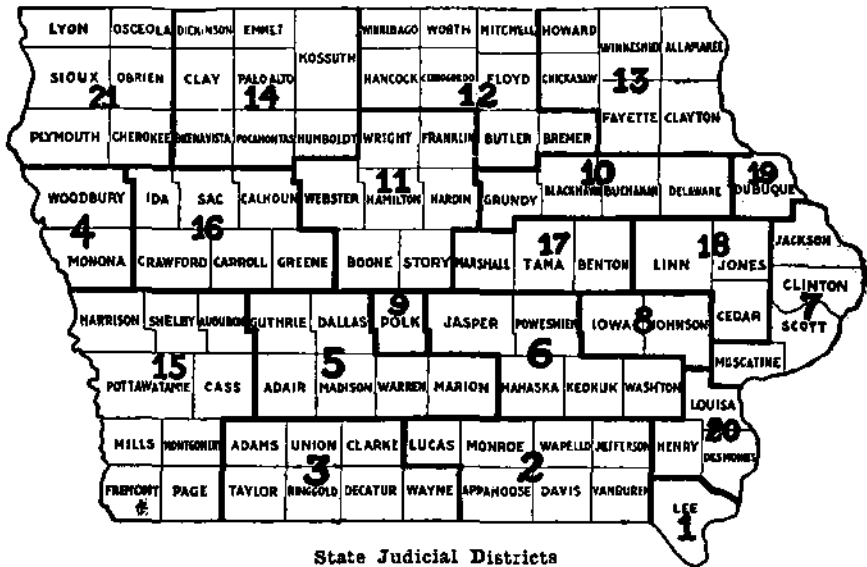 LYON OSCEOLA DICKINSON EMMET KOSSUTH WINNEBAGO WORTH MITCHELL HOWARD WINNESHIEK ALLAMAKEE
SIOUX OBRIEN CLAY PALO ALTO HANCOCK CERROGORDO FLOYD CHICKASAW
21 14 12 13
PLYMOUTH CHEROKEE BUENAVISTA POCAHONTAS HUMBOLDT WRIGHT FRANKLIN BUTLER BREMER FAYETTE CLAYTON
WOODBURY IDA SAC CALHOUN WEBSTER HAMILTON HARDIN GRUNDY BLACKHAWK BUCHANAN DELAWARE DUBUQUE
4 16 11 10 19
MONONA CRAWFORD CARROLL GREENE BOONE STORY MARSHALL TAMA BENTON LINN JONES JACKSON
17 18
CLINTON
HARRISON SHELBY AUDUBON GUTHRIE DALLAS POLK JASPER POWESHIEK IOWA JOHNSON CEDAR SCOTT
9 8 7
MUSCATINE
15 5 6
POTTAWATAMIE CASS ADAIR MADISON WARREN MARION MAHASKA KEOKUK WASHTON LOUISA
MILLS MONTGOMERY ADAMS UNION CLARKE LUCAS MONROE WAPELLO JEFFERSON HENRY DESMOINES
3 2 20
FREMONT PAGE TAYLOR RINGGOLD DECATUR WAYNE APPANOOSE DAVIS VANBUREN LEE
1
State Judicial Districts